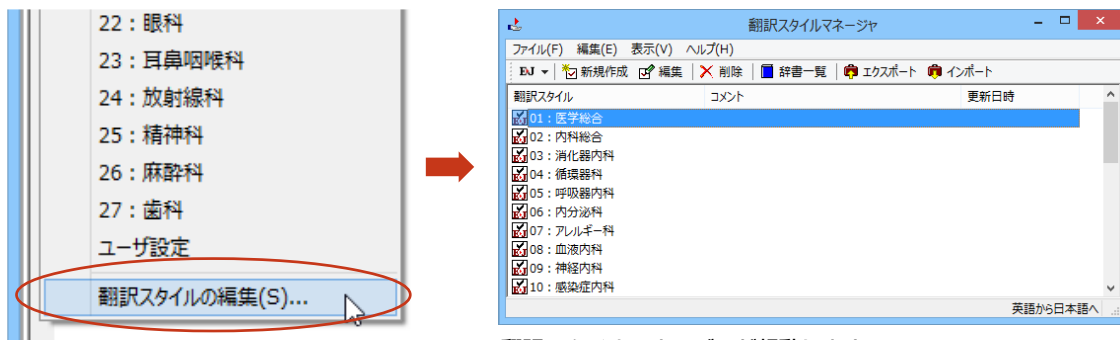 22：眼科
23：耳鼻咽喉科
24：放射線科
25：精神科
26：麻酔科
27：歯科
ユーザ設定
翻訳スタイルの編集(S)...
翻訳スタイルマネージャ
ファイル(F) 編集(E) 表示(V) ヘルプ(H)
EJ 新規作成 編集 削除 辞書一覧 エクスポート インポート
翻訳スタイル コメント 更新日時
01：医学総合
02：内科総合
03：消化器内科
04：循環器科
05：呼吸器内科
06：内分泌科
07：アレルギー科
08：血液内科
09：神経内科
10：感染症内科
英語から日本語へ